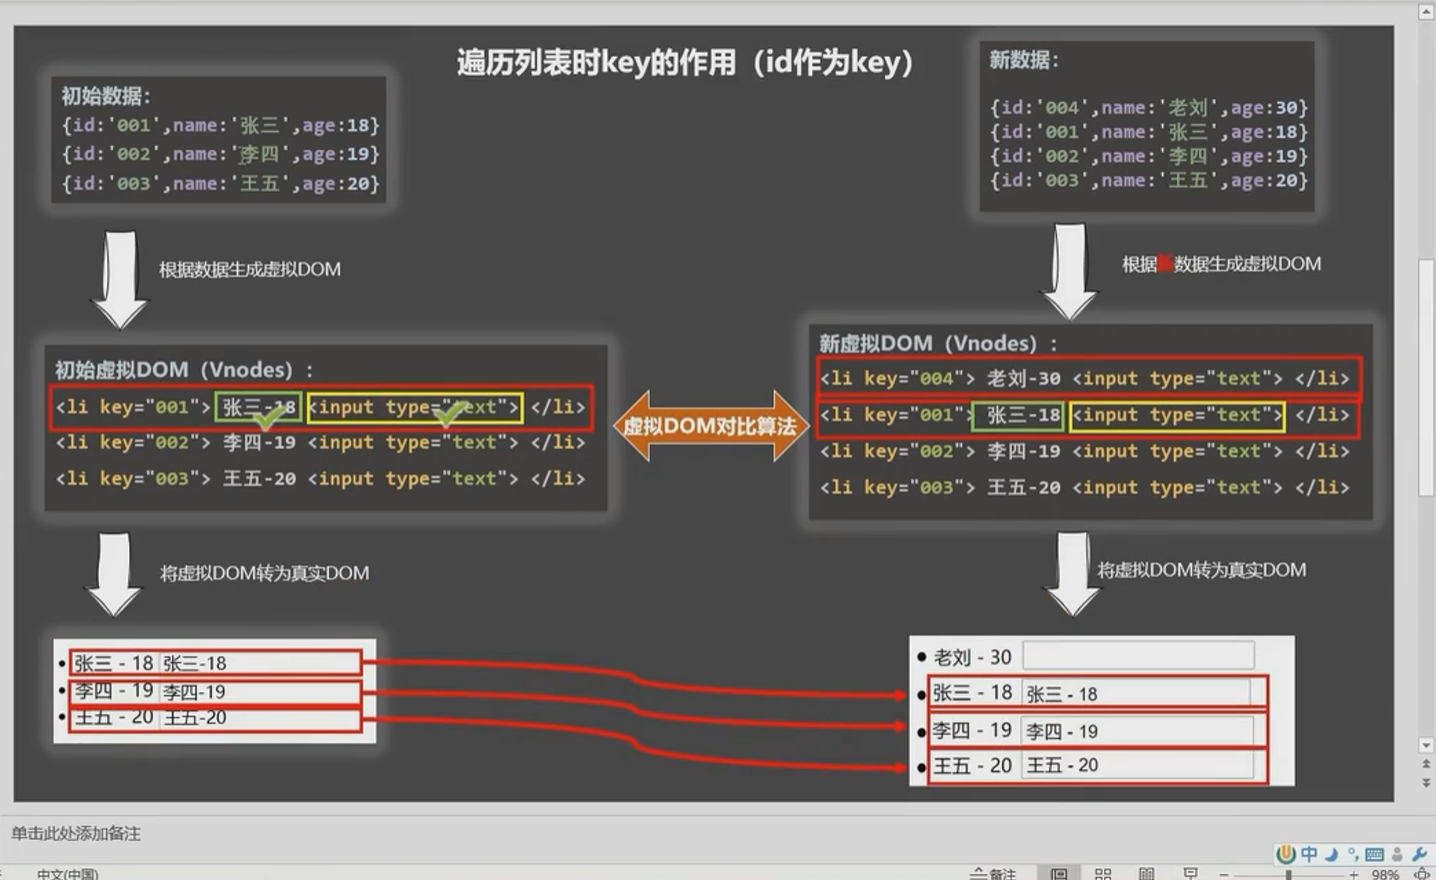 遍历列表时key的作用（id作为key）
初始数据：
{id:'001',name:'张三',age:18}
{id:'002',name:'李四',age:19}
{id:'003',name:'王五',age:20}
新数据：
{id:'004',name:'老刘',age:30}
{id:'001',name:'张三',age:18}
{id:'002',name:'李四',age:19}
{id:'003',name:'王五',age:20}
根据数据生成虚拟DOM
根据新数据生成虚拟DOM
初始虚拟DOM（Vnodes）：
<li key="001"> 张三-18 <input type="text"> </li>
<li key="002"> 李四-19 <input type="text"> </li>
<li key="003"> 王五-20 <input type="text"> </li>
虚拟DOM对比算法
新虚拟DOM（Vnodes）：
<li key="004"> 老刘-30 <input type="text"> </li>
<li key="001"> 张三-18 <input type="text"> </li>
<li key="002"> 李四-19 <input type="text"> </li>
<li key="003"> 王五-20 <input type="text"> </li>
将虚拟DOM转为真实DOM
将虚拟DOM转为真实DOM
张三 - 18 张三-18
李四 - 19 李四-19
王五 - 20 王五-20
老刘 - 30
张三 - 18 张三 - 18
李四 - 19 李四 - 19
王五 - 20 王五 - 20
单击此处添加备注
中
中文(中国)
备注
98%